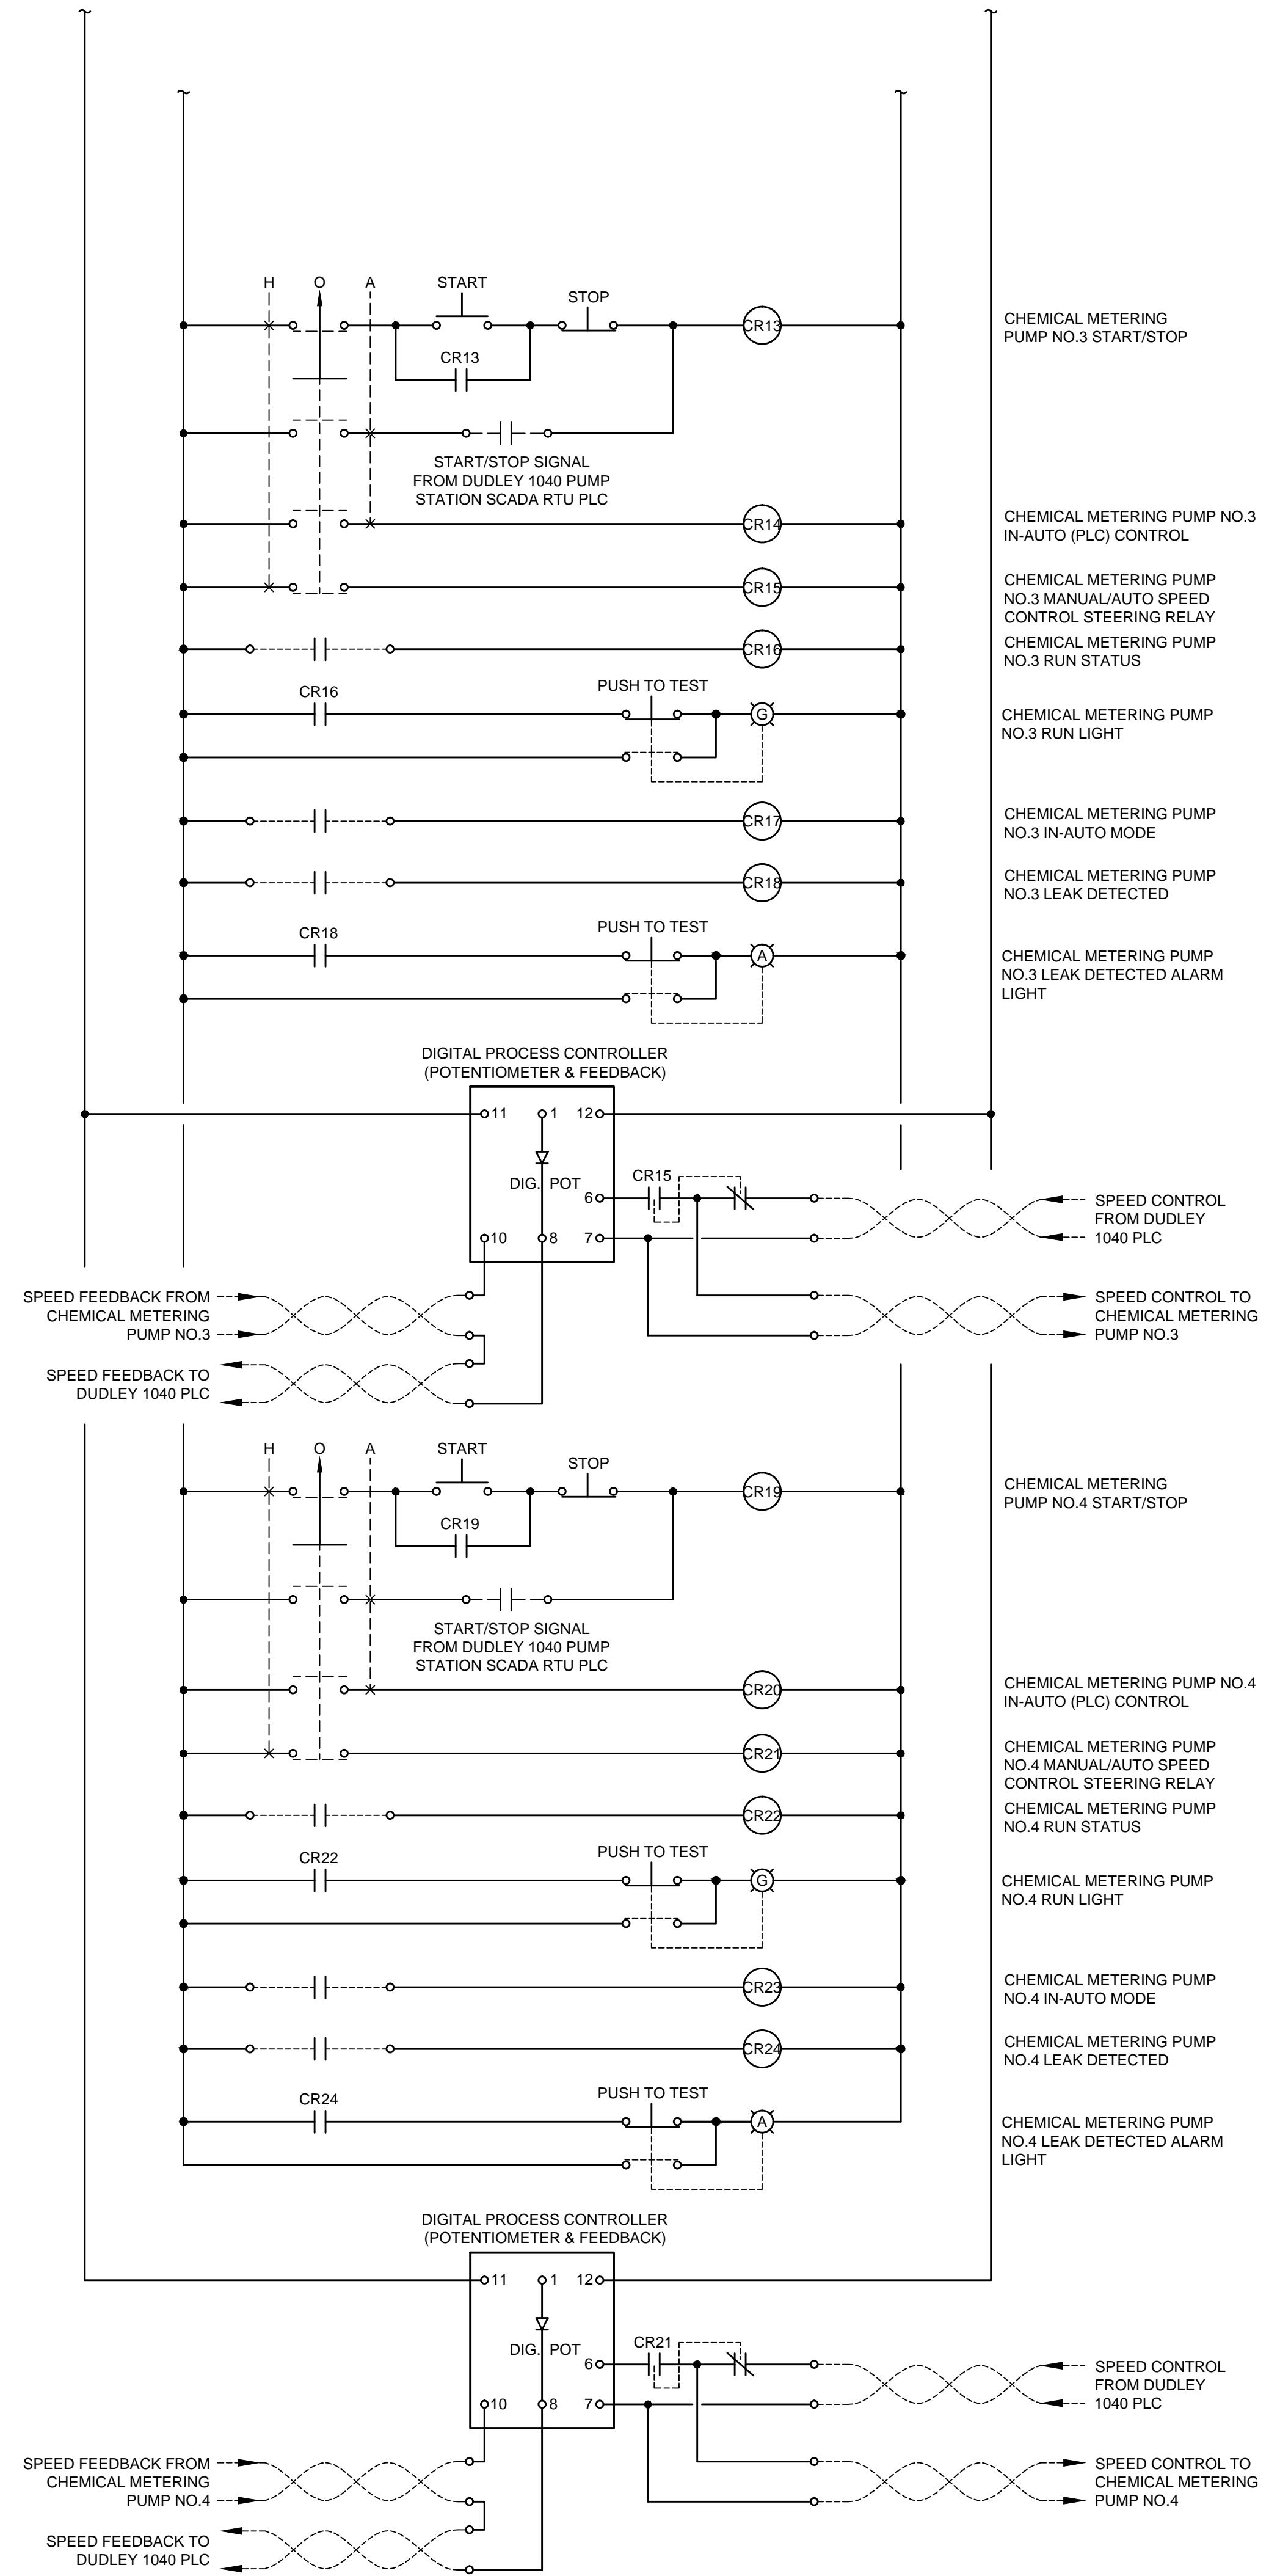 H O A START STOP
CR13
CR13
CHEMICAL METERING
PUMP NO.3 START/STOP
START/STOP SIGNAL
FROM DUDLEY 1040 PUMP
STATION SCADA RTU PLC
CR14
CHEMICAL METERING PUMP NO.3
IN-AUTO (PLC) CONTROL
CR15
CHEMICAL METERING PUMP
NO.3 MANUAL/AUTO SPEED
CONTROL STEERING RELAY
CR16
CHEMICAL METERING PUMP
NO.3 RUN STATUS
CR16
PUSH TO TEST
G
CHEMICAL METERING PUMP
NO.3 RUN LIGHT
CR17
CHEMICAL METERING PUMP
NO.3 IN-AUTO MODE
CR18
CHEMICAL METERING PUMP
NO.3 LEAK DETECTED
CR18
PUSH TO TEST
A
CHEMICAL METERING PUMP
NO.3 LEAK DETECTED ALARM
LIGHT
DIGITAL PROCESS CONTROLLER
(POTENTIOMETER & FEEDBACK)
11 1 12
DIG. POT
6
CR15
10 8 7
SPEED CONTROL
FROM DUDLEY
1040 PLC
SPEED FEEDBACK FROM
CHEMICAL METERING
PUMP NO.3
SPEED CONTROL TO
CHEMICAL METERING
PUMP NO.3
SPEED FEEDBACK TO
DUDLEY 1040 PLC
H O A START STOP
CR19
CR19
CHEMICAL METERING
PUMP NO.4 START/STOP
START/STOP SIGNAL
FROM DUDLEY 1040 PUMP
STATION SCADA RTU PLC
CR20
CHEMICAL METERING PUMP NO.4
IN-AUTO (PLC) CONTROL
CR21
CHEMICAL METERING PUMP
NO.4 MANUAL/AUTO SPEED
CONTROL STEERING RELAY
CR22
CHEMICAL METERING PUMP
NO.4 RUN STATUS
CR22
PUSH TO TEST
G
CHEMICAL METERING PUMP
NO.4 RUN LIGHT
CR23
CHEMICAL METERING PUMP
NO.4 IN-AUTO MODE
CR24
CHEMICAL METERING PUMP
NO.4 LEAK DETECTED
CR24
PUSH TO TEST
A
CHEMICAL METERING PUMP
NO.4 LEAK DETECTED ALARM
LIGHT
DIGITAL PROCESS CONTROLLER
(POTENTIOMETER & FEEDBACK)
11 1 12
DIG. POT
6
CR21
10 8 7
SPEED CONTROL
FROM DUDLEY
1040 PLC
SPEED FEEDBACK FROM
CHEMICAL METERING
PUMP NO.4
SPEED CONTROL TO
CHEMICAL METERING
PUMP NO.4
SPEED FEEDBACK TO
DUDLEY 1040 PLC